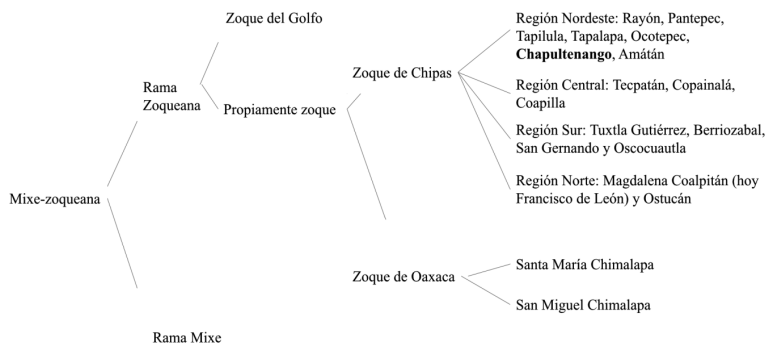 Zoque del Golfo
Región Nordeste: Rayón, Pantepec,
Tapilula, Tapalapa, Ocotepec,
Chapultenango, Amátán
Rama
Zoqueana
Zoque de Chipas
Región Central: Tecpatán, Copainalá,
Coapilla
Propiamente zoque
Región Sur: Tuxtla Gutiérrez, Berriozabal,
San Gernando y Oscocuautla
Mixe-zoqueana
Región Norte: Magdalena Coalpitán (hoy
Francisco de León) y Ostucán
Zoque de Oaxaca
Santa María Chimalapa
San Miguel Chimalapa
Rama Mixe